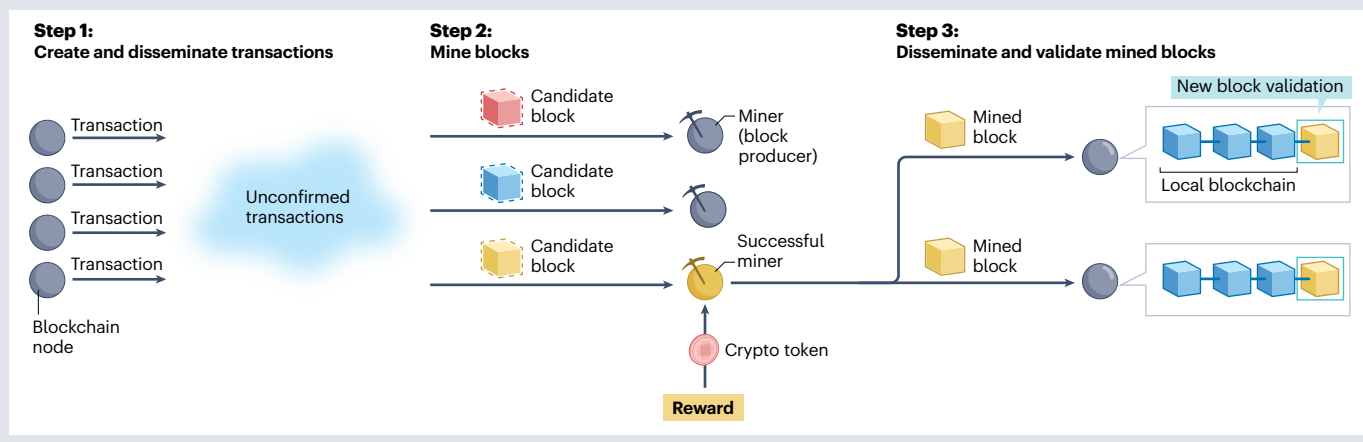 Step 1:
Create and disseminate transactions
Transaction
Transaction
Transaction
Transaction
Blockchain
node
Unconfirmed
transactions
Step 2:
Mine blocks
Candidate
block
Miner
(block
producer)
Candidate
block
Candidate
block
Successful
miner
Crypto token
Reward
Step 3:
Disseminate and validate mined blocks
New block validation
Mined
block
Local blockchain
Mined
block